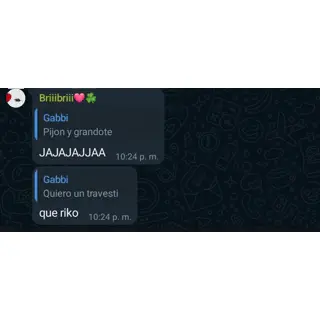 Briiibriii💗🍀
Gabbi
Pijon y grandote
JAJAJAJJAA 10:24 p. m.
Gabbi
Quiero un travesti
que riko 10:24 p. m.